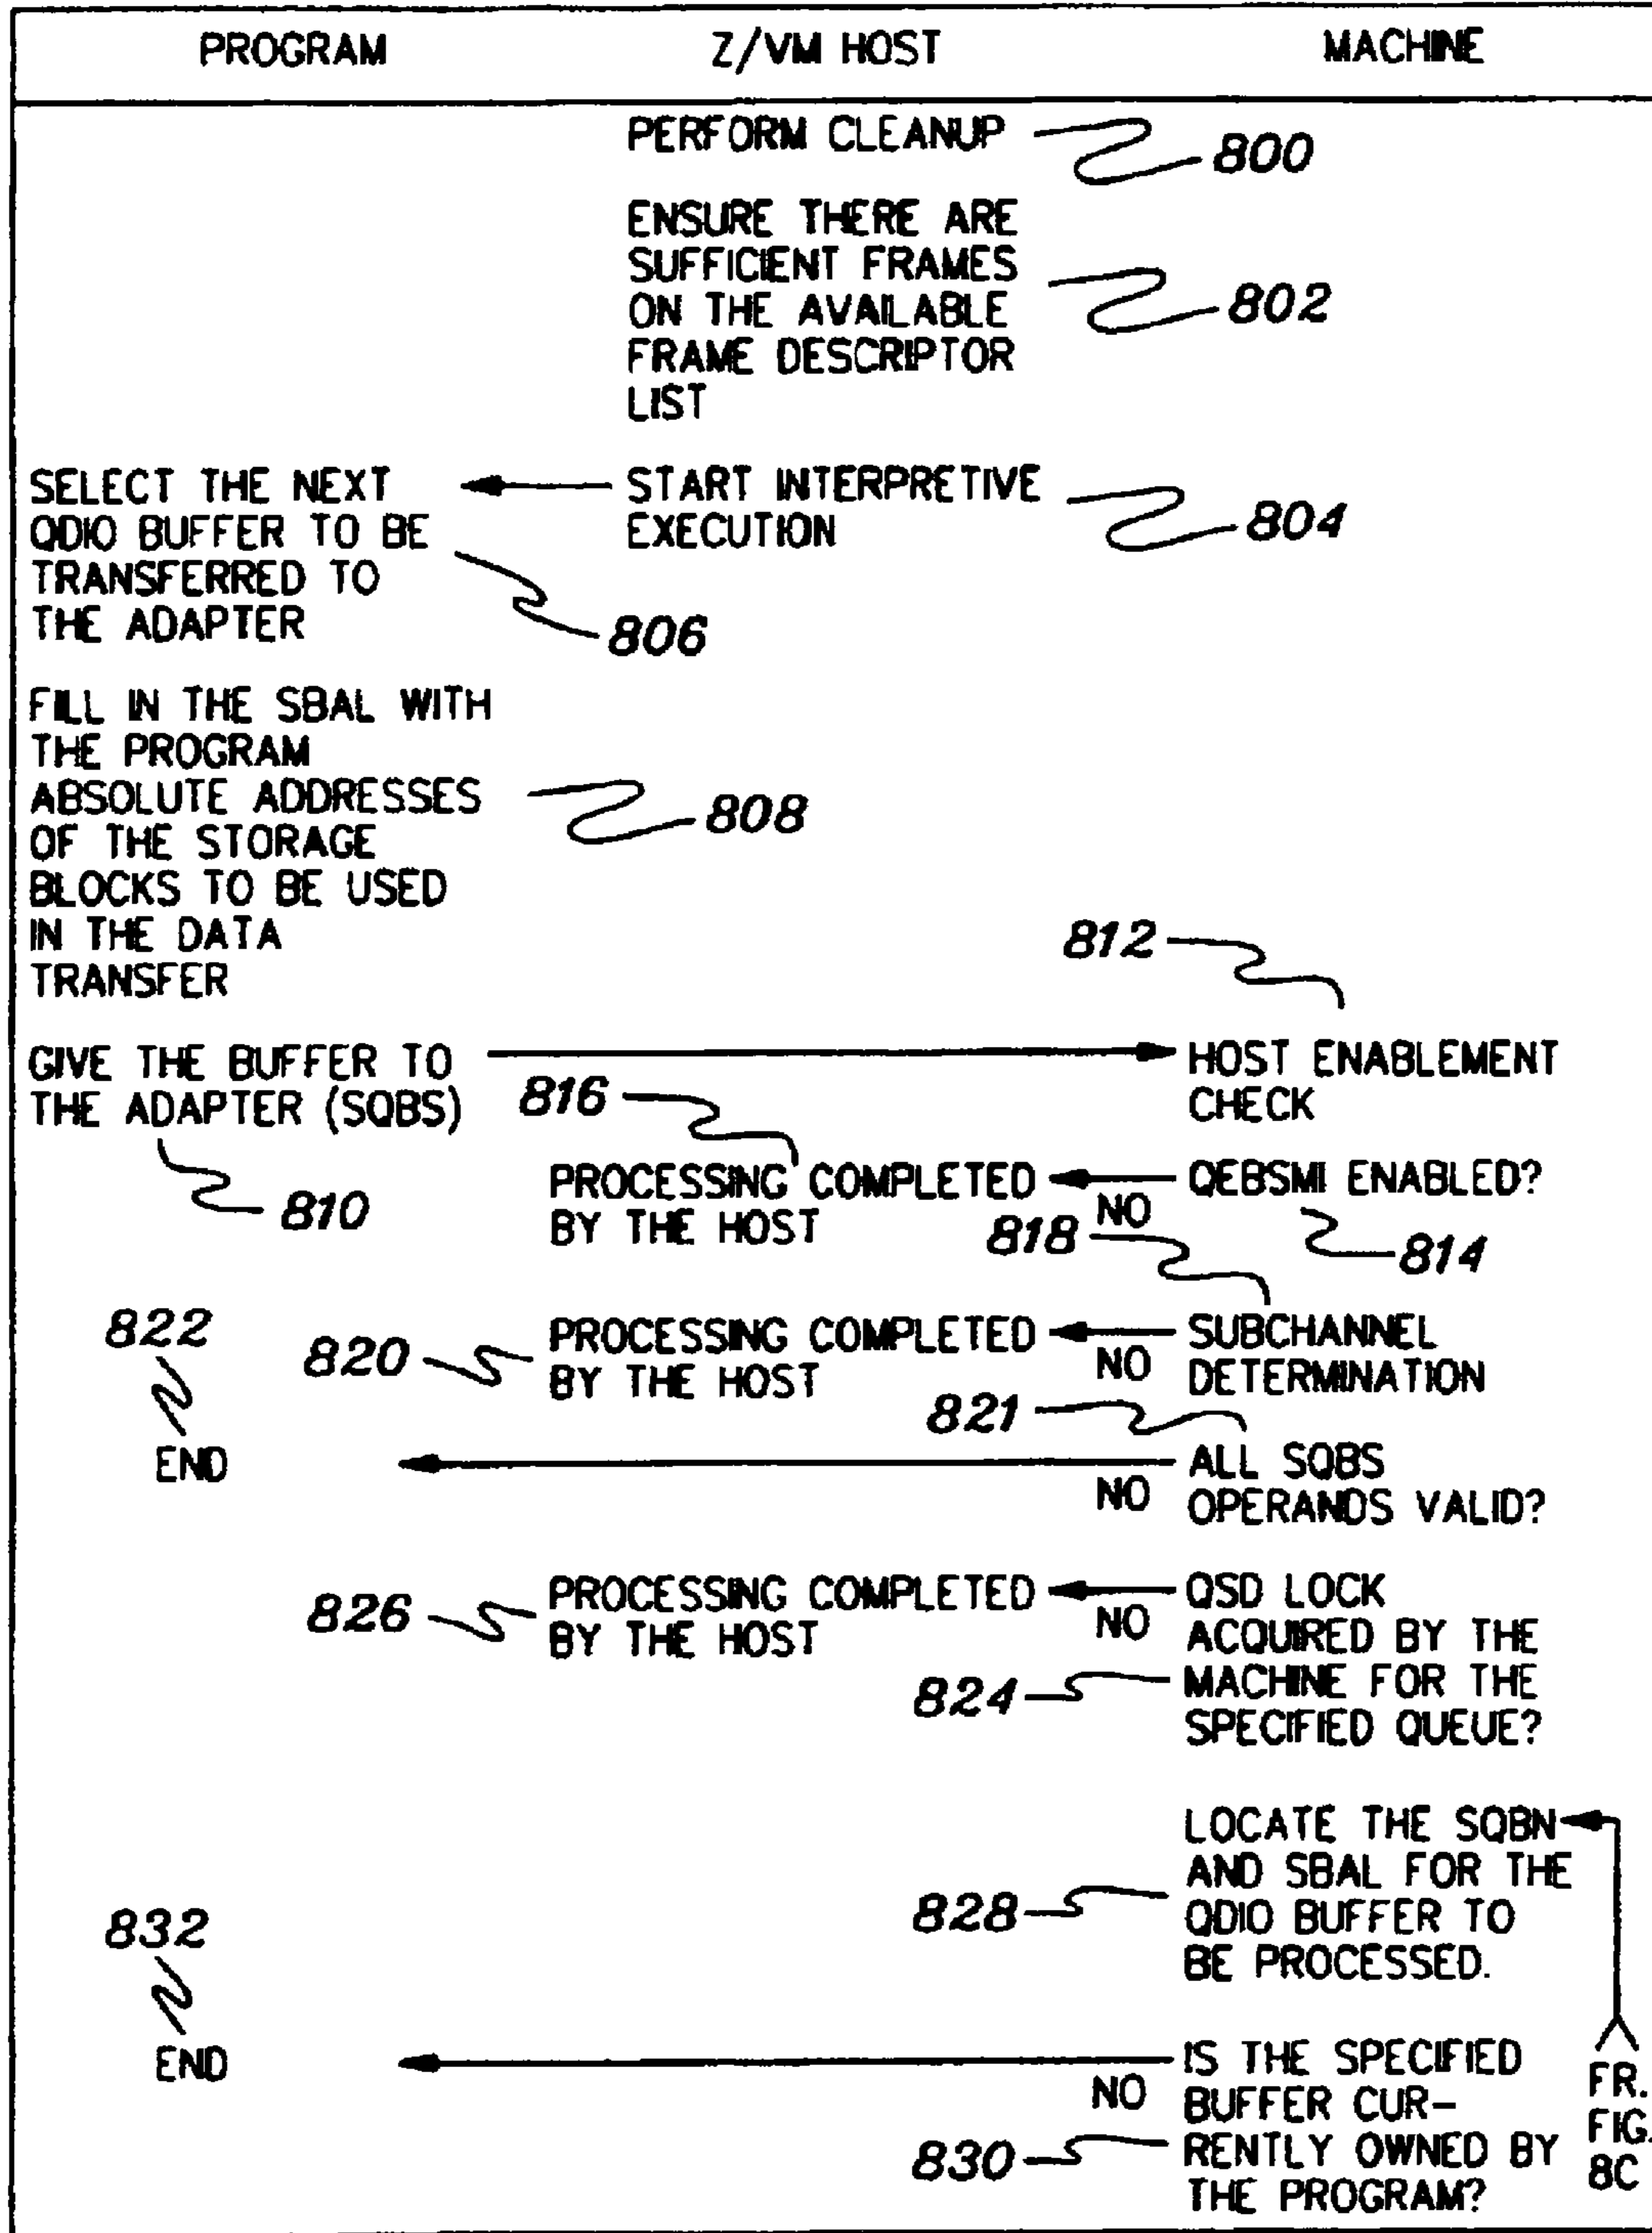 PROGRAM Z/VM HOST MACHINE
PERFORM CLEANUP 800
ENSURE THERE ARE
SUFFICIENT FRAMES
ON THE AVAILABLE 802
FRAME DESCRIPTOR
LIST
SELECT THE NEXT
QDIO BUFFER TO BE
TRANSFERRED TO
THE ADAPTER
806
START INTERPRETIVE
EXECUTION
804
FILL IN THE SBAL WITH
THE PROGRAM
ABSOLUTE ADDRESSES
OF THE STORAGE
BLOCKS TO BE USED
IN THE DATA
TRANSFER
808
812
GIVE THE BUFFER TO
THE ADAPTER (SQBS)
810
HOST ENABLEMENT
CHECK
816
PROCESSING COMPLETED
BY THE HOST
NO
QEBSMI ENABLED?
814
818
822
END
820
PROCESSING COMPLETED
BY THE HOST
NO
SUBCHANNEL
DETERMINATION
821
NO
ALL SQBS
OPERANDS VALID?
826
PROCESSING COMPLETED
BY THE HOST
NO
QSD LOCK
ACQUIRED BY THE
MACHINE FOR THE
SPECIFIED QUEUE?
824
LOCATE THE SQBN
AND SBAL FOR THE
QDIO BUFFER TO
BE PROCESSED.
828
832
END
NO
IS THE SPECIFIED
BUFFER CUR-
RENTLY OWNED BY
THE PROGRAM?
830
FR.
FIG.
8C